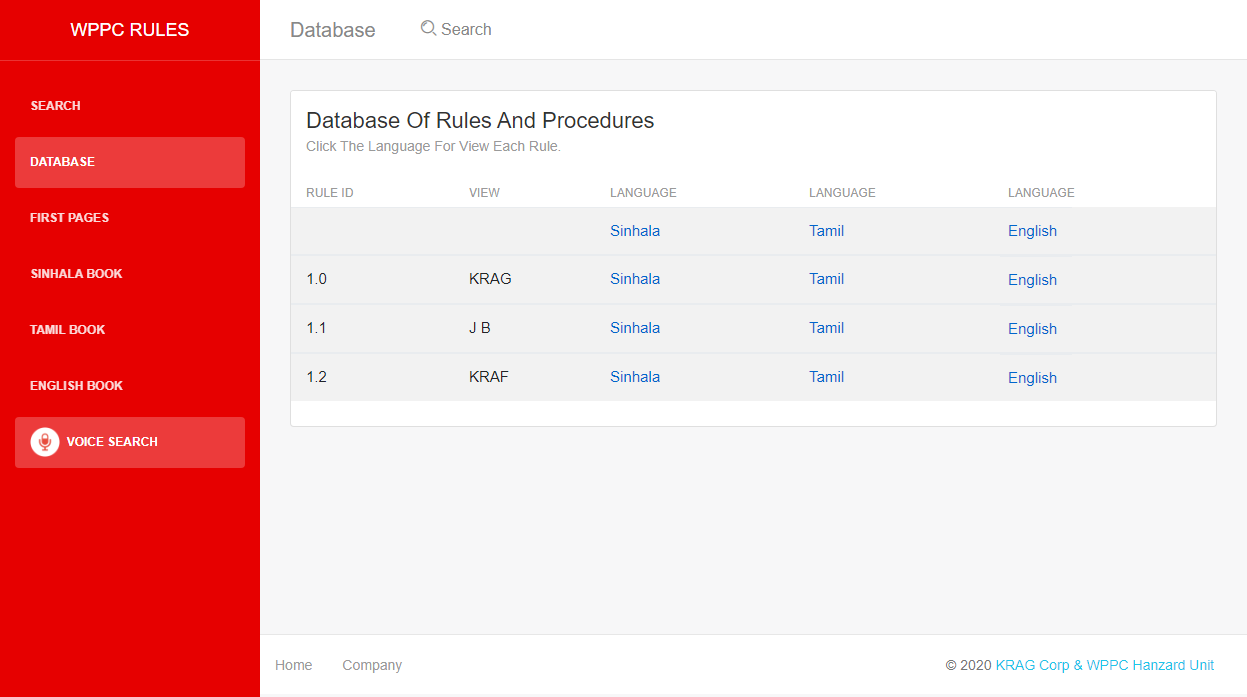 WPPC RULES
SEARCH
DATABASE
FIRST PAGES
SINHALA BOOK
TAMIL BOOK
ENGLISH BOOK
VOICE SEARCH
Database Search
Database Of Rules And Procedures
Click The Language For View Each Rule.
RULE ID VIEW LANGUAGE LANGUAGE LANGUAGE
Sinhala Tamil English
1.0 KRAG Sinhala Tamil English
1.1 J B Sinhala Tamil English
1.2 KRAF Sinhala Tamil English
Home Company © 2020 KRAG Corp & WPPC Hanzard Unit